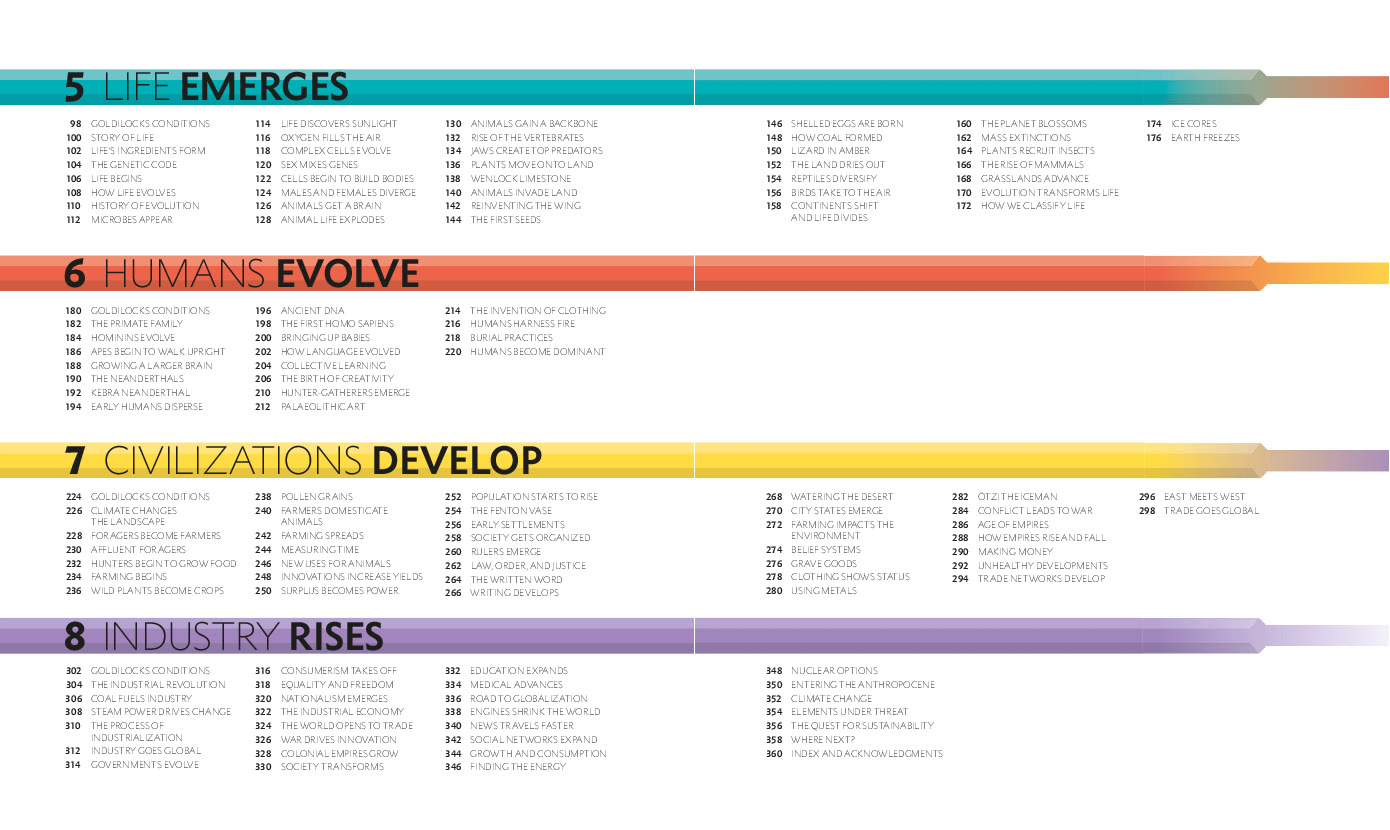 5 LIFE EMERGES
98 GOLDILOCKS CONDITIONS
100 STORY OF LIFE
102 LIFE'S INGREDIENTS FORM
104 THE GENETIC CODE
106 LIFE BEGINS
108 HOW LIFE EVOLVES
110 HISTORY OF EVOLUTION
112 MICROBES APPEAR
114 LIFE DISCOVERS SUNLIGHT
116 OXYGEN FILLS THE AIR
118 COMPLEX CELLS EVOLVE
120 SEX MIXES GENES
122 CELLS BEGIN TO BUILD BODIES
124 MALES AND FEMALES DIVERGE
126 ANIMALS GET A BRAIN
128 ANIMAL LIFE EXPLODES
130 ANIMALS GAIN A BACKBONE
132 RISE OF THE VERTEBRATES
134 JAWS CREATE TOP PREDATORS
136 PLANTS MOVE ONTO LAND
138 WENLOCK LIMESTONE
140 ANIMALS INVADE LAND
142 REINVENTING THE WING
144 THE FIRST SEEDS
146 SHELLED EGGS ARE BORN
148 HOW COAL FORMED
150 LIZARD IN AMBER
152 THE LAND DRIES OUT
154 REPTILES DIVERSIFY
156 BIRDS TAKE TO THE AIR
158 CONTINENTS SHIFT
AND LIFE DIVIDES
160 THE PLANET BLOSSOMS
162 MASS EXTINCTIONS
164 PLANTS RECRUIT INSECTS
166 THE RISE OF MAMMALS
168 GRASSLANDS ADVANCE
170 EVOLUTION TRANSFORMS LIFE
172 HOW WE CLASSIFY LIFE
174 ICE CORES
176 EARTH FREEZES
6 HUMANS EVOLVE
180 GOLDILOCKS CONDITIONS
182 THE PRIMATE FAMILY
184 HOMININS EVOLVE
186 APES BEGIN TO WALK UPRIGHT
188 GROWING A LARGER BRAIN
190 THE NEANDERTHALS
192 KEBRA NEANDERTHAL
194 EARLY HUMANS DISPERSE
196 ANCIENT DNA
198 THE FIRST HOMO SAPIENS
200 BRINGING UP BABIES
202 HOW LANGUAGE EVOLVED
204 COLLECTIVE LEARNING
206 THE BIRTH OF CREATIVITY
210 HUNTER-GATHERERS EMERGE
212 PALAEOLITHIC ART
214 THE INVENTION OF CLOTHING
216 HUMANS HARNESS FIRE
218 BURIAL PRACTICES
220 HUMANS BECOME DOMINANT
7 CIVILIZATIONS DEVELOP
224 GOLDILOCKS CONDITIONS
226 CLIMATE CHANGES
THE LANDSCAPE
228 FORAGERS BECOME FARMERS
230 AFFLUENT FORAGERS
232 HUNTERS BEGIN TO GROW FOOD
234 FARMING BEGINS
236 WILD PLANTS BECOME CROPS
238 POLLEN GRAINS
240 FARMERS DOMESTICATE
ANIMALS
242 FARMING SPREADS
244 MEASURING TIME
246 NEW USES FOR ANIMALS
248 INNOVATIONS INCREASE YIELDS
250 SURPLUS BECOMES POWER
252 POPULATION STARTS TO RISE
254 THE FENTON VASE
256 EARLY SETTLEMENTS
258 SOCIETY GETS ORGANIZED
260 RULERS EMERGE
262 LAW, ORDER, AND JUSTICE
264 THE WRITTEN WORD
266 WRITING DEVELOPS
268 WATERING THE DESERT
270 CITY STATES EMERGE
272 FARMING IMPACTS THE
ENVIRONMENT
274 BELIEF SYSTEMS
276 GRAVE GOODS
278 CLOTHING SHOWS STATUS
280 USING METALS
282 ÖTZI THE ICEMAN
284 CONFLICT LEADS TO WAR
286 AGE OF EMPIRES
288 HOW EMPIRES RISE AND FALL
290 MAKING MONEY
292 UNHEALTHY DEVELOPMENTS
294 TRADE NETWORKS DEVELOP
296 EAST MEETS WEST
298 TRADE GOES GLOBAL
8 INDUSTRY RISES
302 GOLDILOCKS CONDITIONS
304 THE INDUSTRIAL REVOLUTION
306 COAL FUELS INDUSTRY
308 STEAM POWER DRIVES CHANGE
310 THE PROCESS OF
INDUSTRIALIZATION
312 INDUSTRY GOES GLOBAL
314 GOVERNMENTS EVOLVE
316 CONSUMERISM TAKES OFF
318 EQUALITY AND FREEDOM
320 NATIONALISM EMERGES
322 THE INDUSTRIAL ECONOMY
324 THE WORLD OPENS TO TRADE
326 WAR DRIVES INNOVATION
328 COLONIAL EMPIRES GROW
330 SOCIETY TRANSFORMS
332 EDUCATION EXPANDS
334 MEDICAL ADVANCES
336 ROAD TO GLOBALIZATION
338 ENGINES SHRINK THE WORLD
340 NEWS TRAVELS FASTER
342 SOCIAL NETWORKS EXPAND
344 GROWTH AND CONSUMPTION
346 FINDING THE ENERGY
348 NUCLEAR OPTIONS
350 ENTERING THE ANTHROPOCENE
352 CLIMATE CHANGE
354 ELEMENTS UNDER THREAT
356 THE QUEST FOR SUSTAINABILITY
358 WHERE NEXT?
360 INDEX AND ACKNOWLEDGMENTS